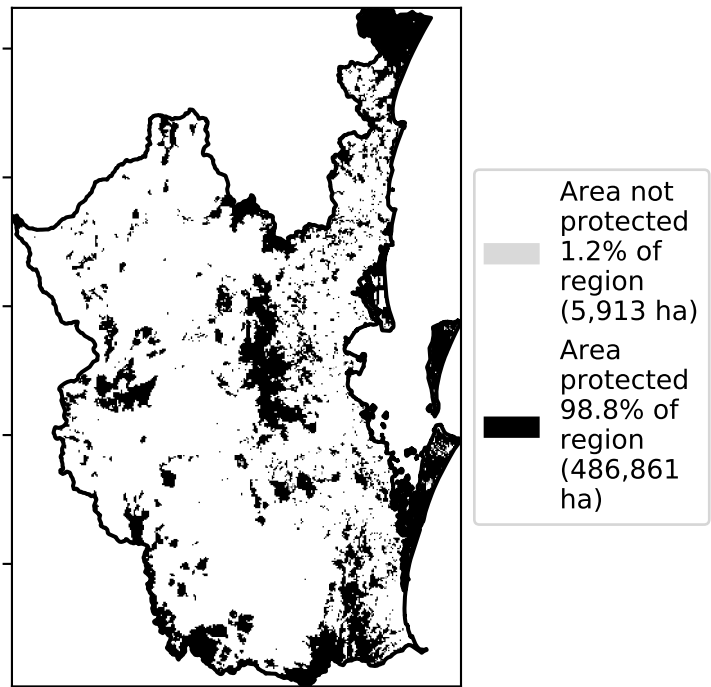 Area not
protected
1.2% of
region
(5,913 ha)
Area
protected
98.8% of
region
(486,861
ha)